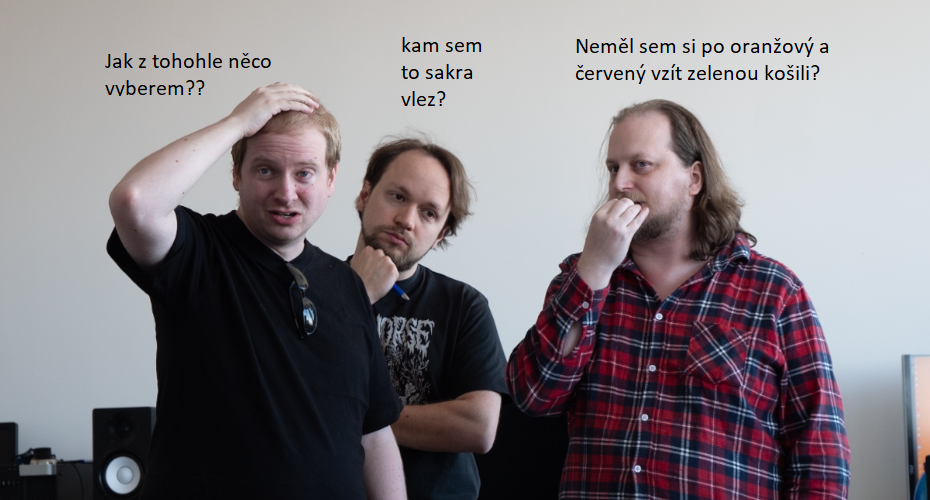 Jak z tohohle něco
vyberem??
kam sem
to sakra
vlez?
Neměl sem si po oranžový a
červený vzít zelenou košili?